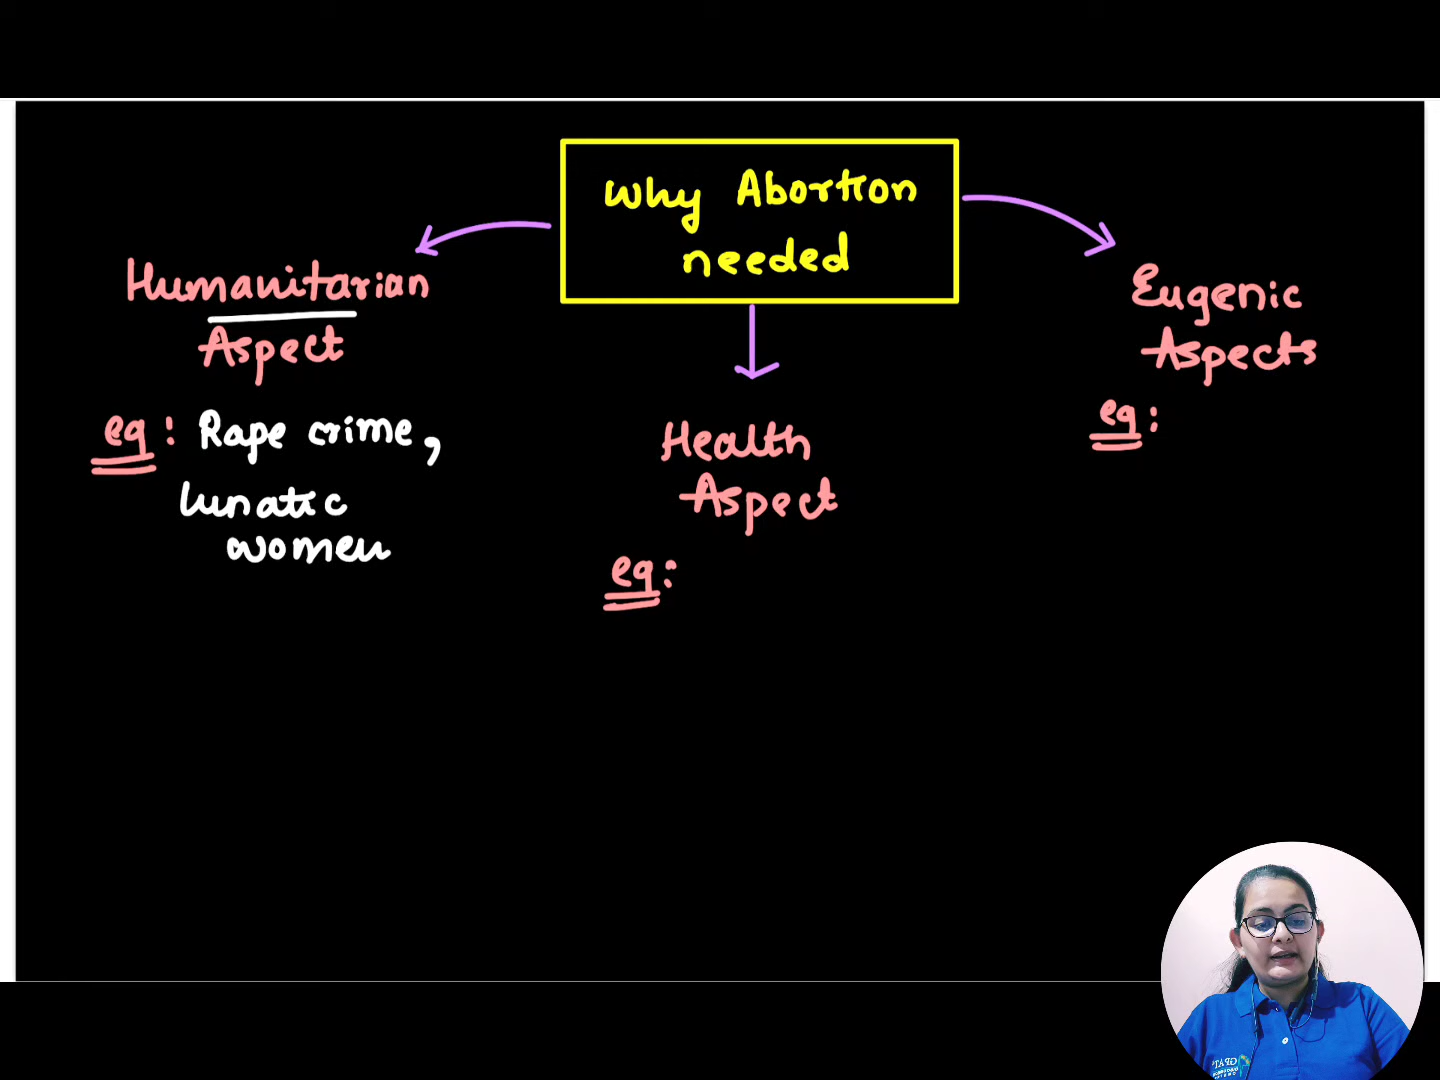 Why Abortion
needed
Humanitarian
Aspect
eg: Rape crime,
lunatic
women
Health
Aspect
eg:
Eugenic
Aspects
eg: